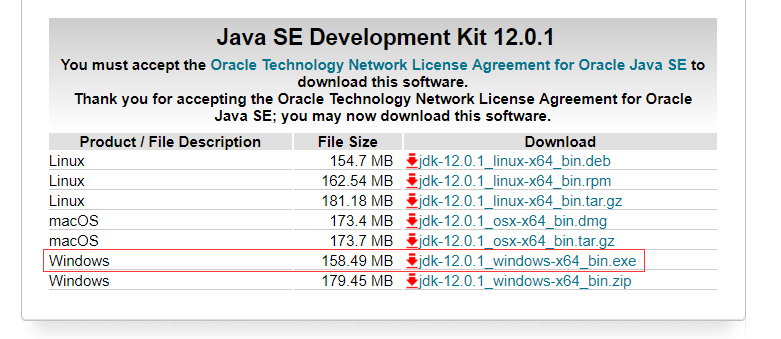 Java SE Development Kit 12.0.1
You must accept the Oracle Technology Network License Agreement for Oracle Java SE to
download this software.
Thank you for accepting the Oracle Technology Network License Agreement for Oracle
Java SE; you may now download this software.
Product / File Description File Size Download
Linux 154.7 MB jdk-12.0.1_linux-x64_bin.deb
Linux 162.54 MB jdk-12.0.1_linux-x64_bin.rpm
Linux 181.18 MB jdk-12.0.1_linux-x64_bin.tar.gz
macOS 173.4 MB jdk-12.0.1_osx-x64_bin.dmg
macOS 173.7 MB jdk-12.0.1_osx-x64_bin.tar.gz
Windows 158.49 MB jdk-12.0.1_windows-x64_bin.exe
Windows 179.45 MB jdk-12.0.1_windows-x64_bin.zip